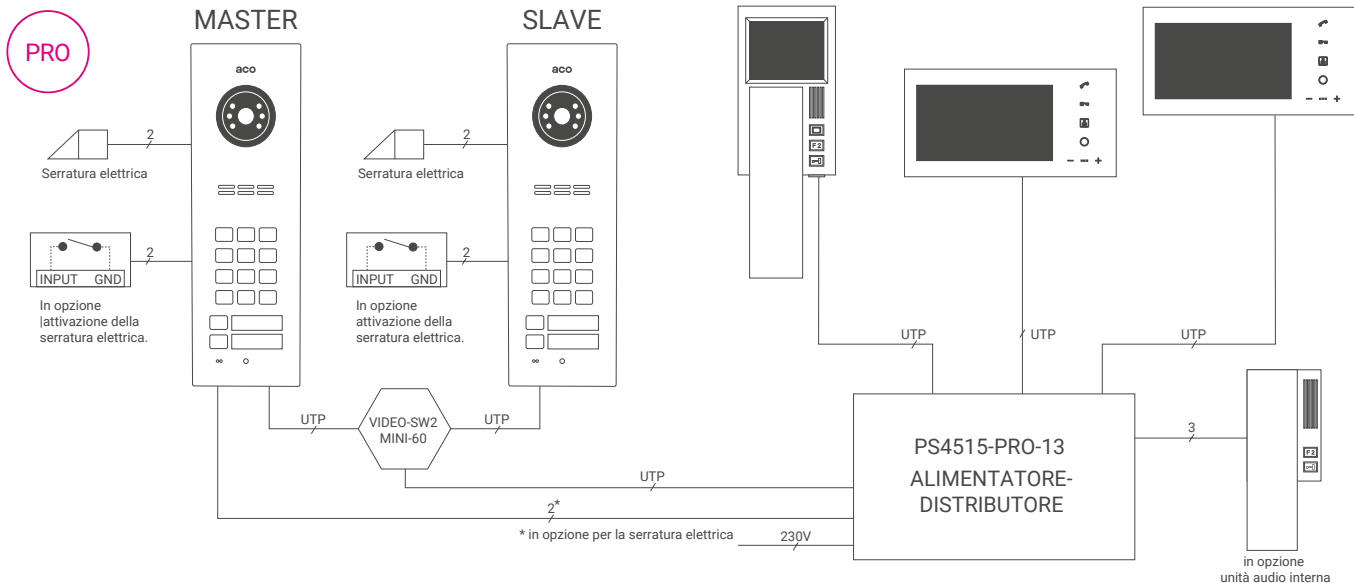 PRO
MASTER
SLAVE
aco
aco
2
Serratura elettrica
2
Serratura elettrica
2
INPUT GND
In opzione
|attivazione della
serratura elettrica.
2
INPUT GND
In opzione
attivazione della
serratura elettrica.
F2
UTP
UTP
UTP
UTP
VIDEO-SW2
MINI-60
UTP
UTP
2*
* in opzione per la serratura elettrica
230V
PS4515-PRO-13
ALIMENTATORE-
DISTRIBUTORE
3
F2
in opzione
unità audio interna